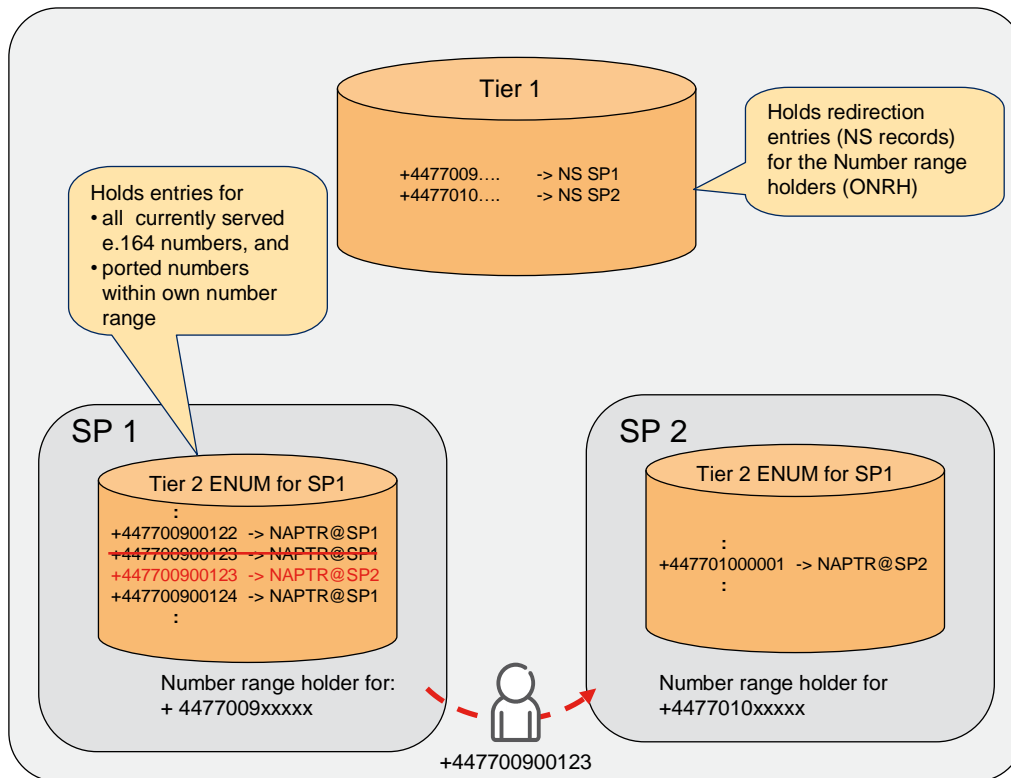 Tier 1
+4477009.... -> NS SP1
+4477010.... -> NS SP2
Holds redirection
entries (NS records)
for the Number range
holders (ONRH)
Holds entries for
• all currently served
e.164 numbers, and
• ported numbers
within own number
range
SP 1
Tier 2 ENUM for SP1
:
+447700900122 -> NAPTR@SP1
+447700900123 -> NAPTR@SP1
+447700900123 -> NAPTR@SP2
+447700900124 -> NAPTR@SP1
:
Number range holder for:
+ 4477009xxxxx
SP 2
Tier 2 ENUM for SP1
:
+447701000001 -> NAPTR@SP2
:
Number range holder for
+4477010xxxxx
+447700900123